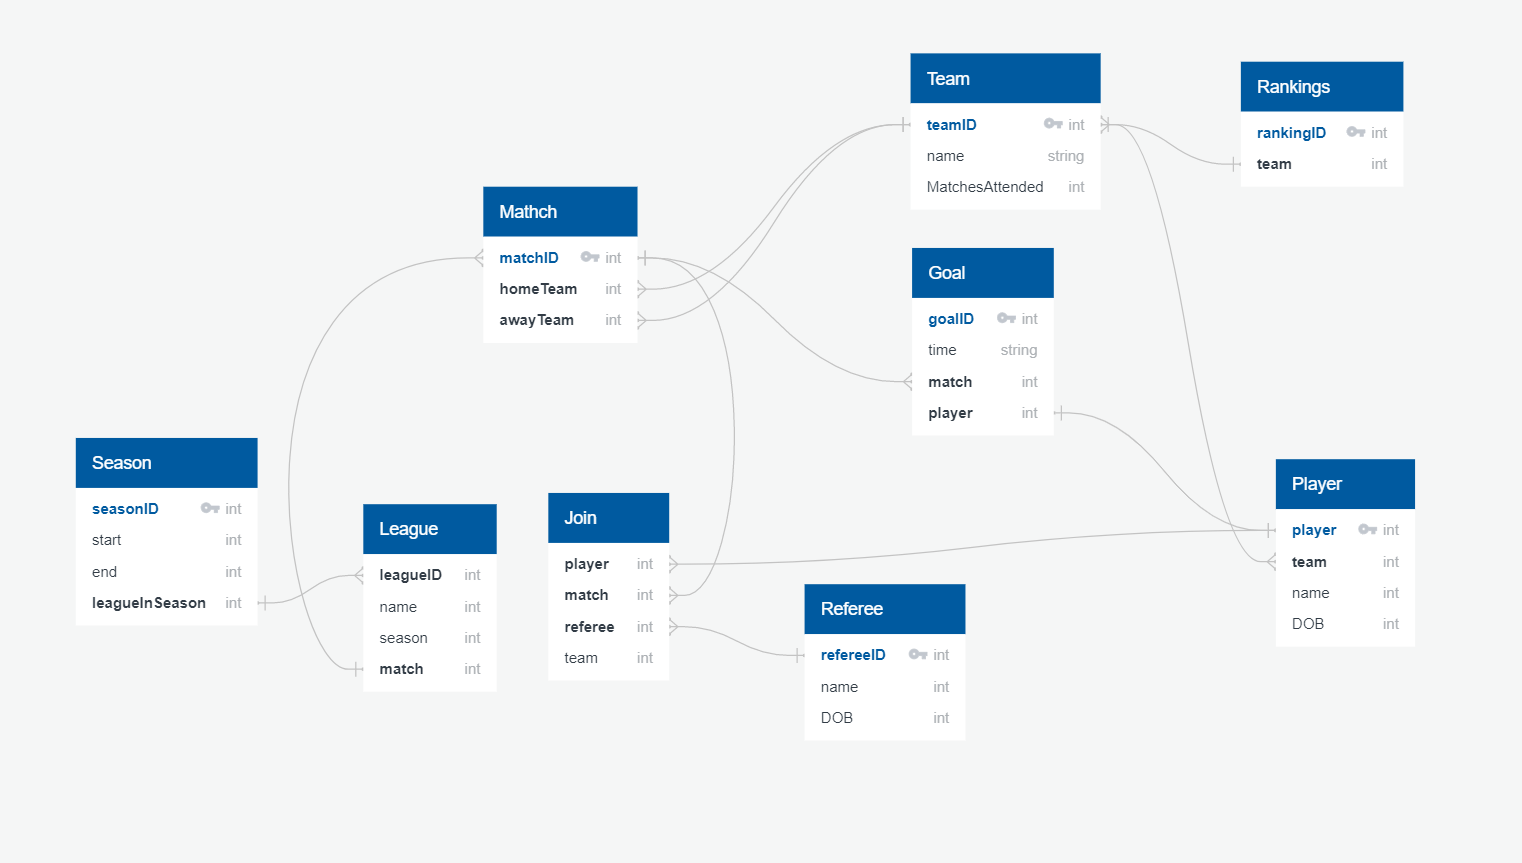 Team
teamID int
name string
MatchesAttended int
Rankings
rankingID int
team int
Mathch
matchID int
homeTeam int
awayTeam int
Goal
goalID int
time string
match int
player int
Season
seasonID int
start int
end int
leagueInSeason int
League
leagueID int
name int
season int
match int
Join
player int
match int
referee int
team int
Referee
refereeID int
name int
DOB int
Player
player int
team int
name int
DOB int